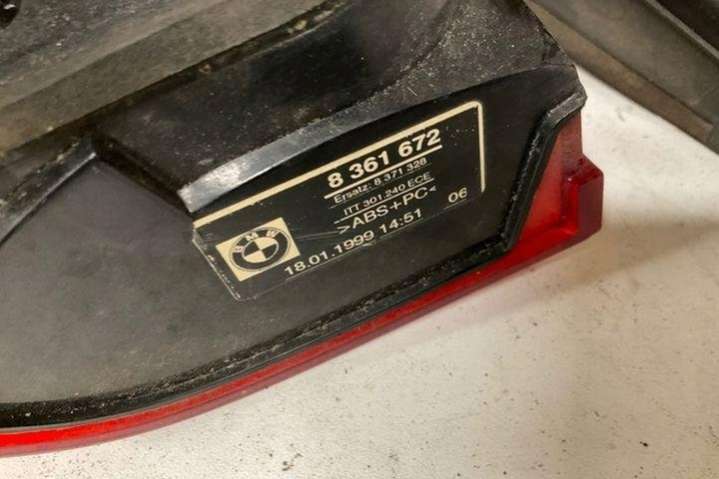 8 361 672
Ersatz: 8 371 328
ITT 301.240 ECE
>ABS+PC< 06
BMW
18.01.1999 14:51